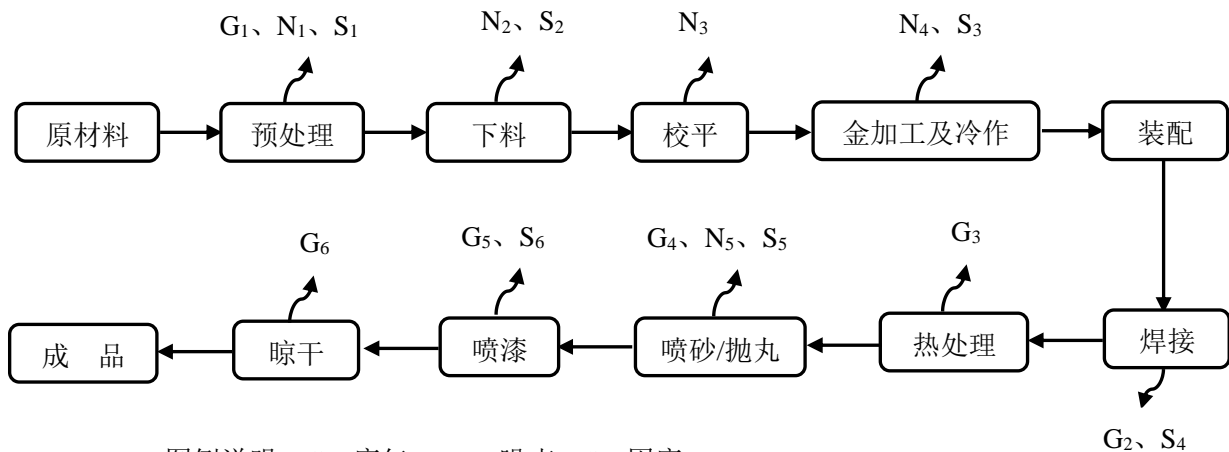 G₁、N₁、S₁
N₂、S₂
N₃
N₄、S₃
原材料
预处理
下料
校平
金加工及冷作
装配
G₆
G₅、S₆
G₄、N₅、S₅
G₃
成 品
晾干
喷漆
喷砂/抛丸
热处理
焊接
G₂、S₄